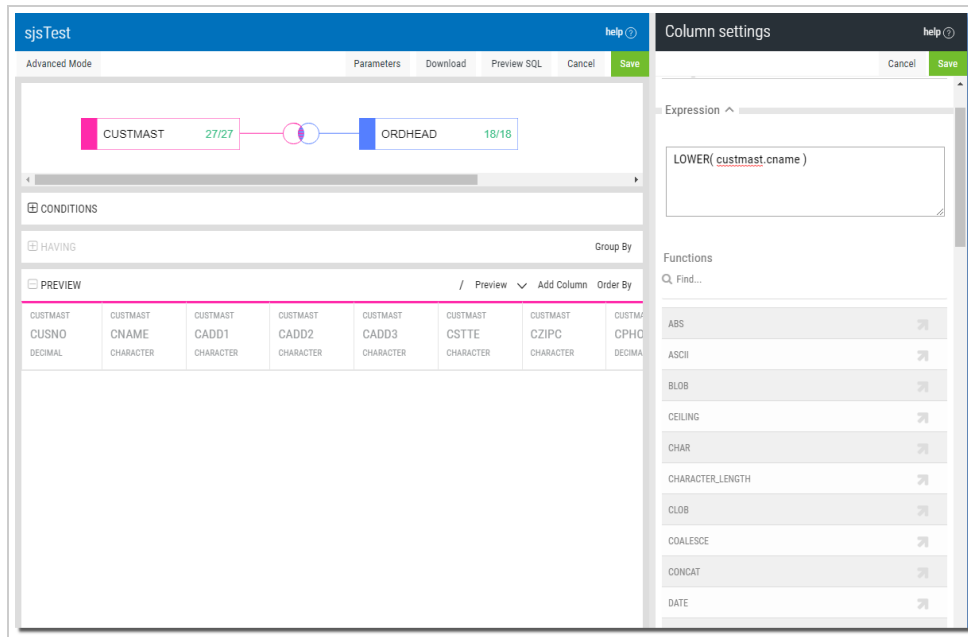 sjsTest help ?
Advanced Mode Parameters Download Preview SQL Cancel Save
CUSTMAST 27/27 ORDHEAD 18/18
CONDITIONS
HAVING Group By
PREVIEW / Preview Add Column Order By
CUSTMAST CUSTMAST CUSTMAST CUSTMAST CUSTMAST CUSTMAST CUSTMAST CUSTMA
CUSNO CNAME CADD1 CADD2 CADD3 CSTTE CZIPC CPHO
DECIMAL CHARACTER CHARACTER CHARACTER CHARACTER CHARACTER CHARACTER DECIMA
Column settings help ?
Cancel Save
Expression
LOWER( custmast.cname )
Functions
Find...
ABS
ASCII
BLOB
CEILING
CHAR
CHARACTER_LENGTH
CLOB
COALESCE
CONCAT
DATE